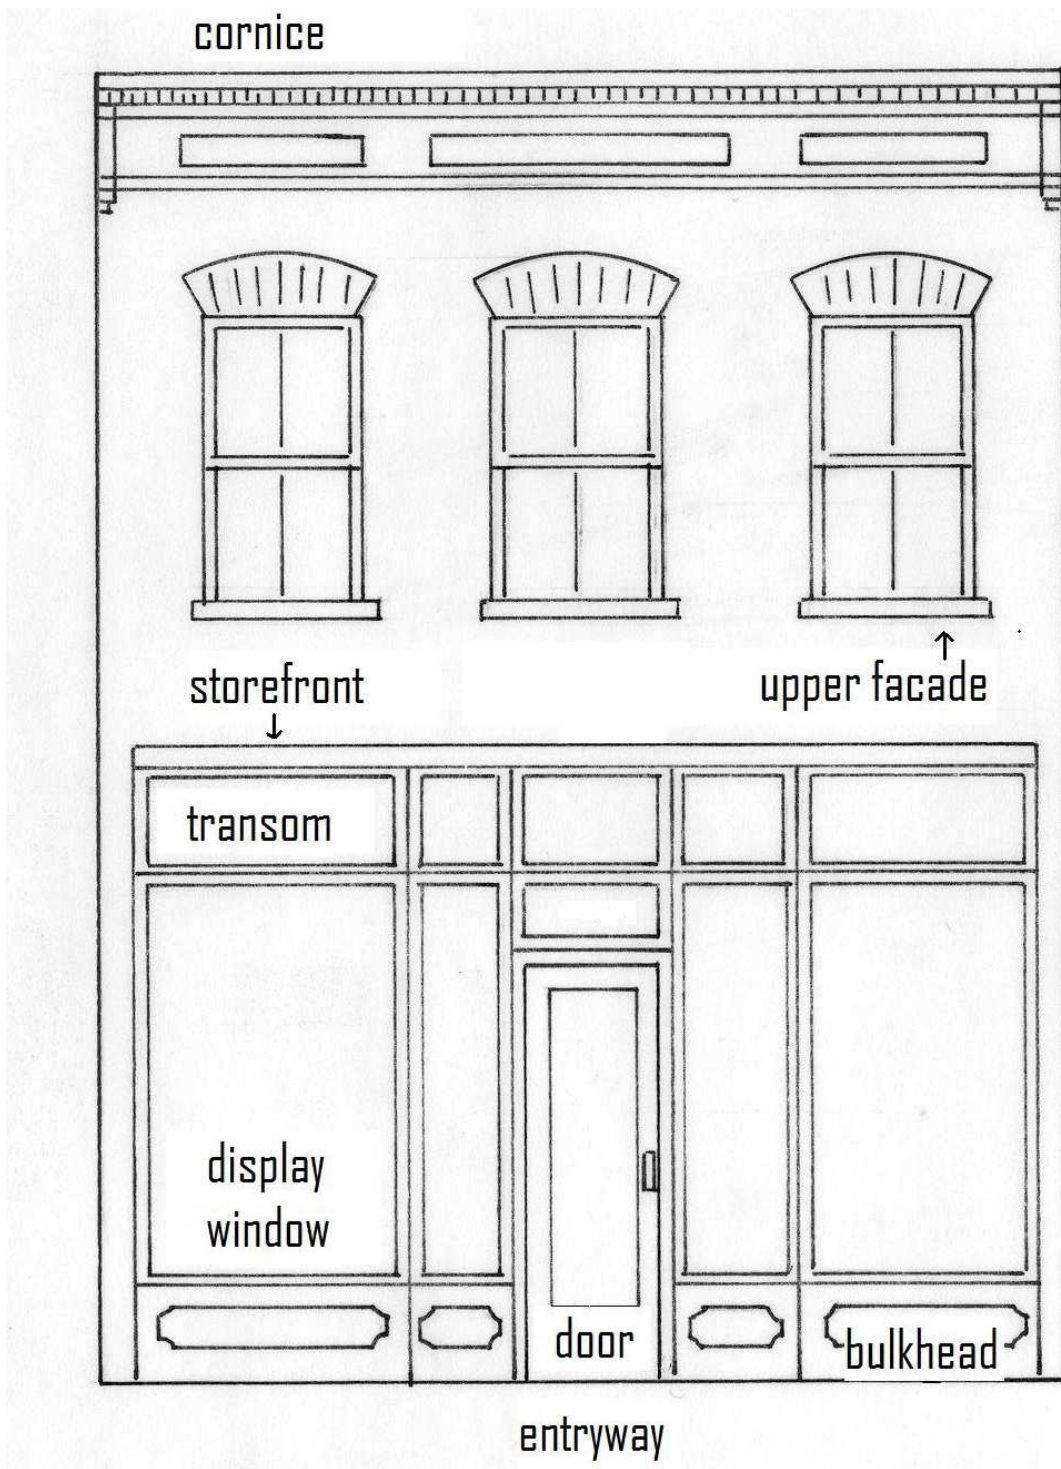 cornice
storefront
upper facade
transom
display
window
door
bulkhead
entryway